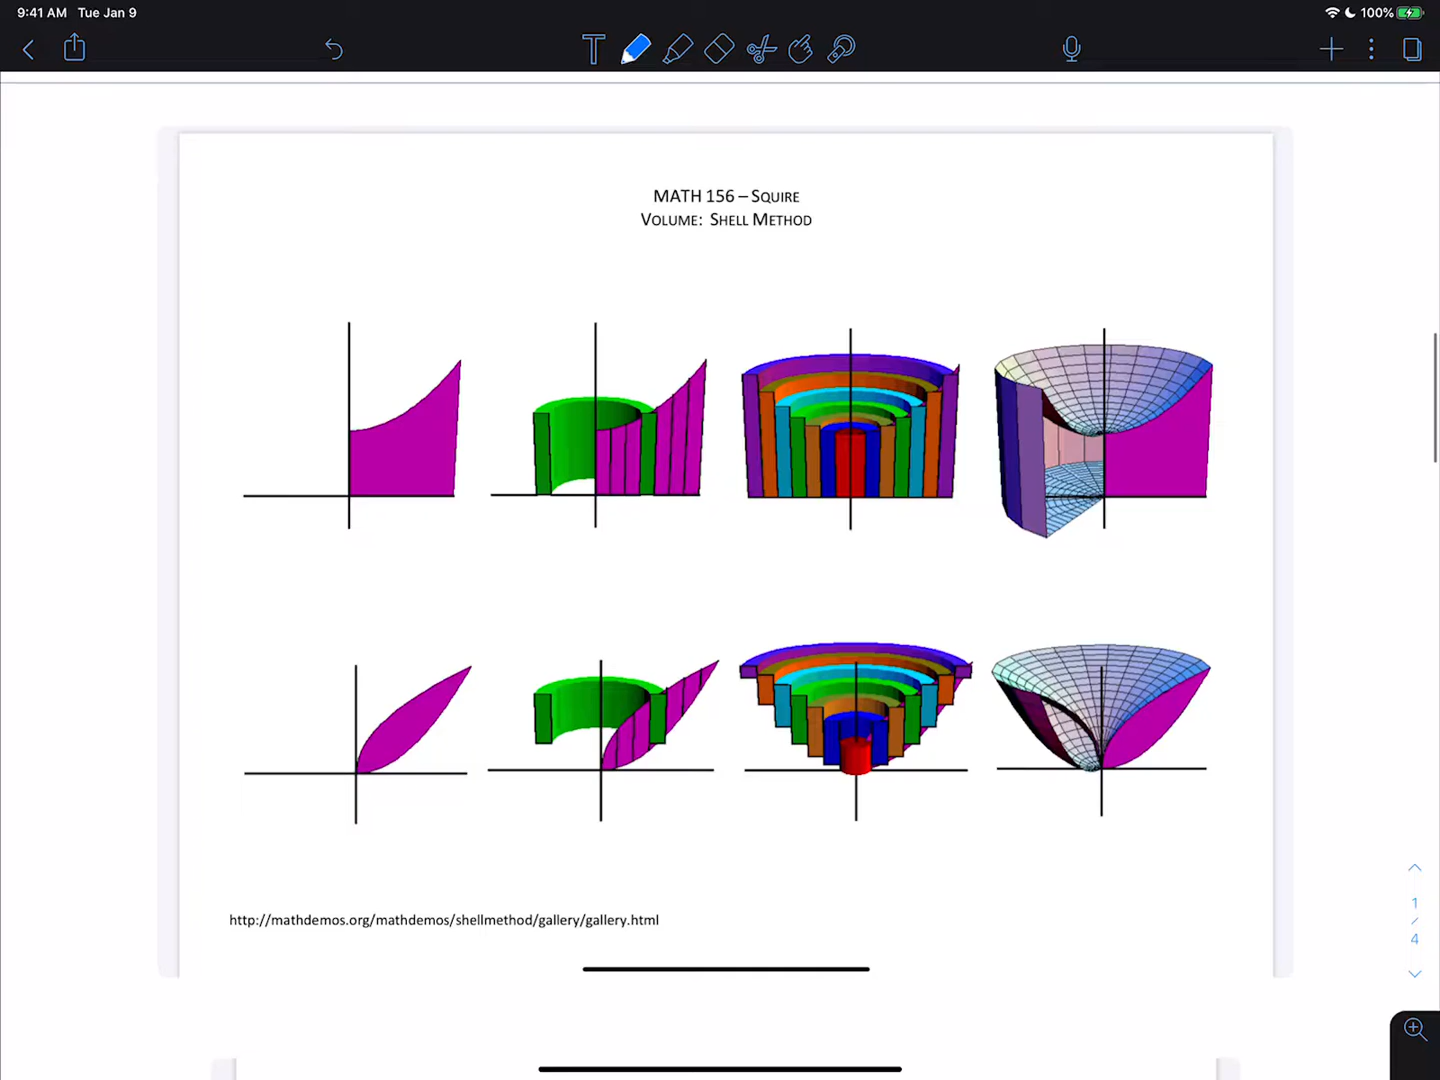 9:41 AM Tue Jan 9
100%
MATH 156 – SQUIRE
VOLUME: SHELL METHOD
http://mathdemos.org/mathdemos/shellmethod/gallery/gallery.html
1
/
4